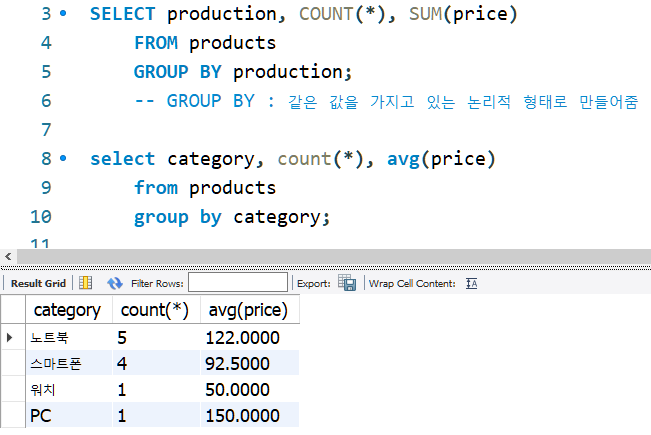 3 SELECT production, COUNT(*), SUM(price)
4 FROM products
5 GROUP BY production;
6 -- GROUP BY : 같은 값을 가지고 있는 논리적 형태로 만들어줌
7
8 select category, count(*), avg(price)
9 from products
10 group by category;
11
Result Grid Filter Rows: Export: Wrap Cell Content: IA
category count(*) avg(price)
노트북 5 122.0000
스마트폰 4 92.5000
워치 1 50.0000
PC 1 150.0000